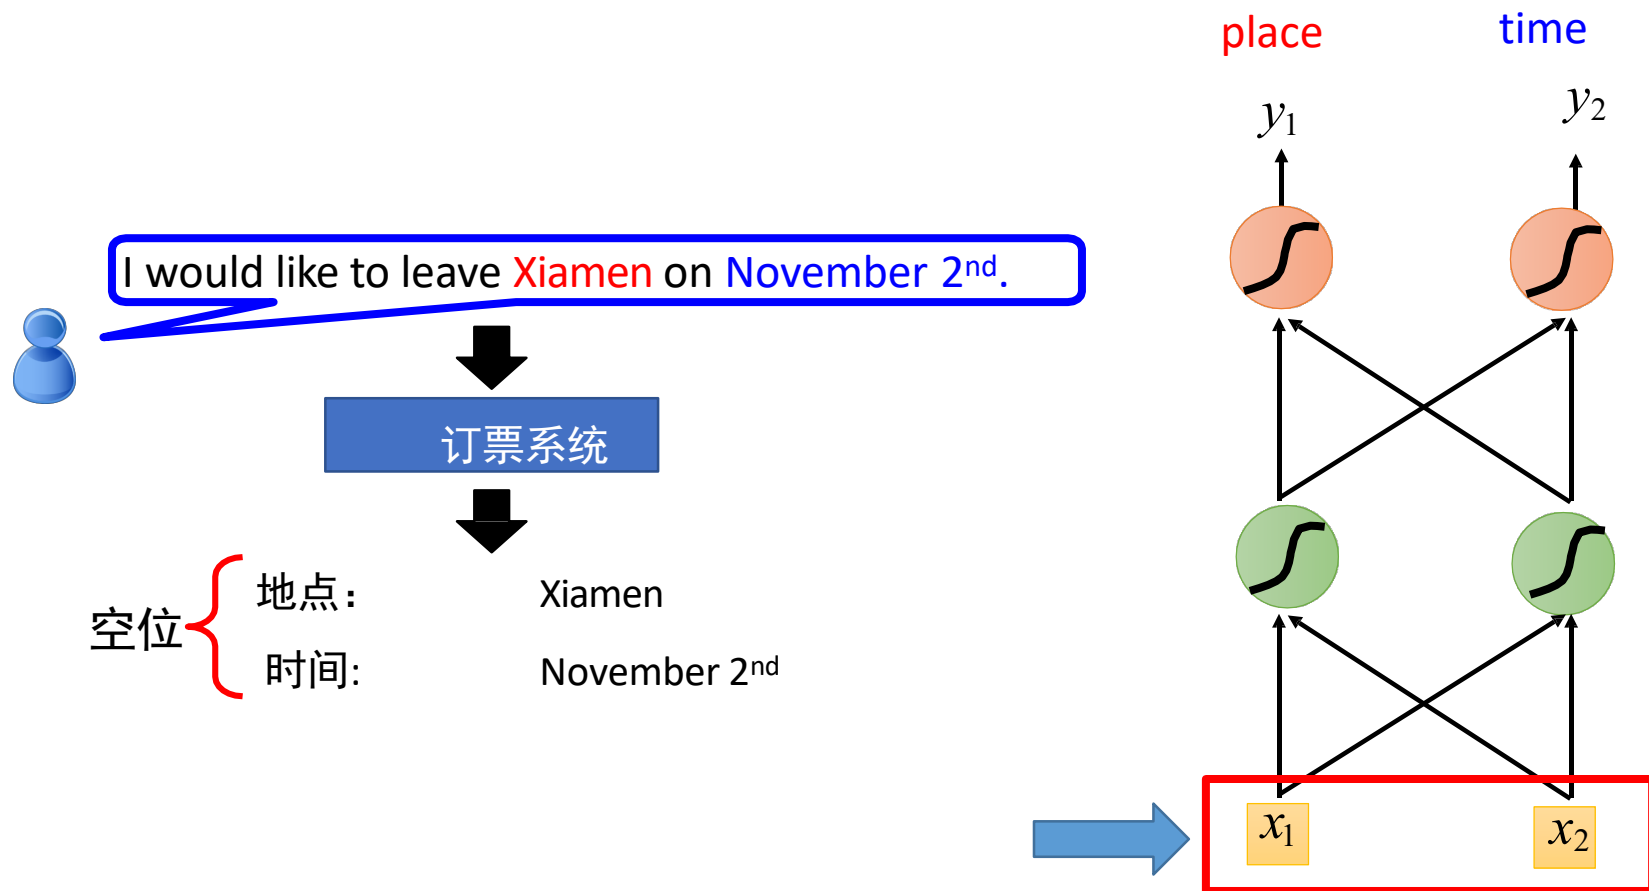 place
time
y1
y2
I would like to leave Xiamen on November 2nd.
订票系统
空位
地点： Xiamen
时间: November 2nd
x1
x2